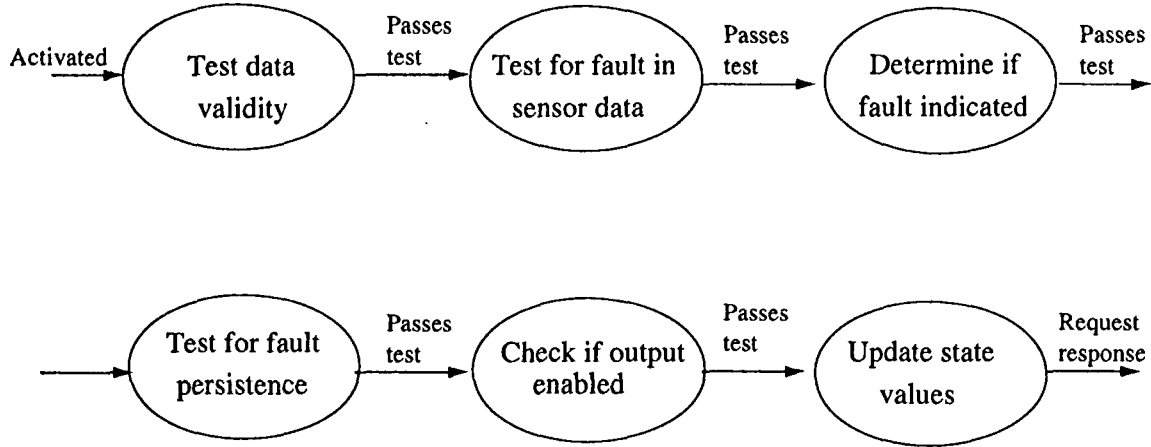 Activated
Test data
validity
Passes
test
Test for fault in
sensor data
Passes
test
Determine if
fault indicated
Passes
test
Test for fault
persistence
Passes
test
Check if output
enabled
Passes
test
Update state
values
Request
response